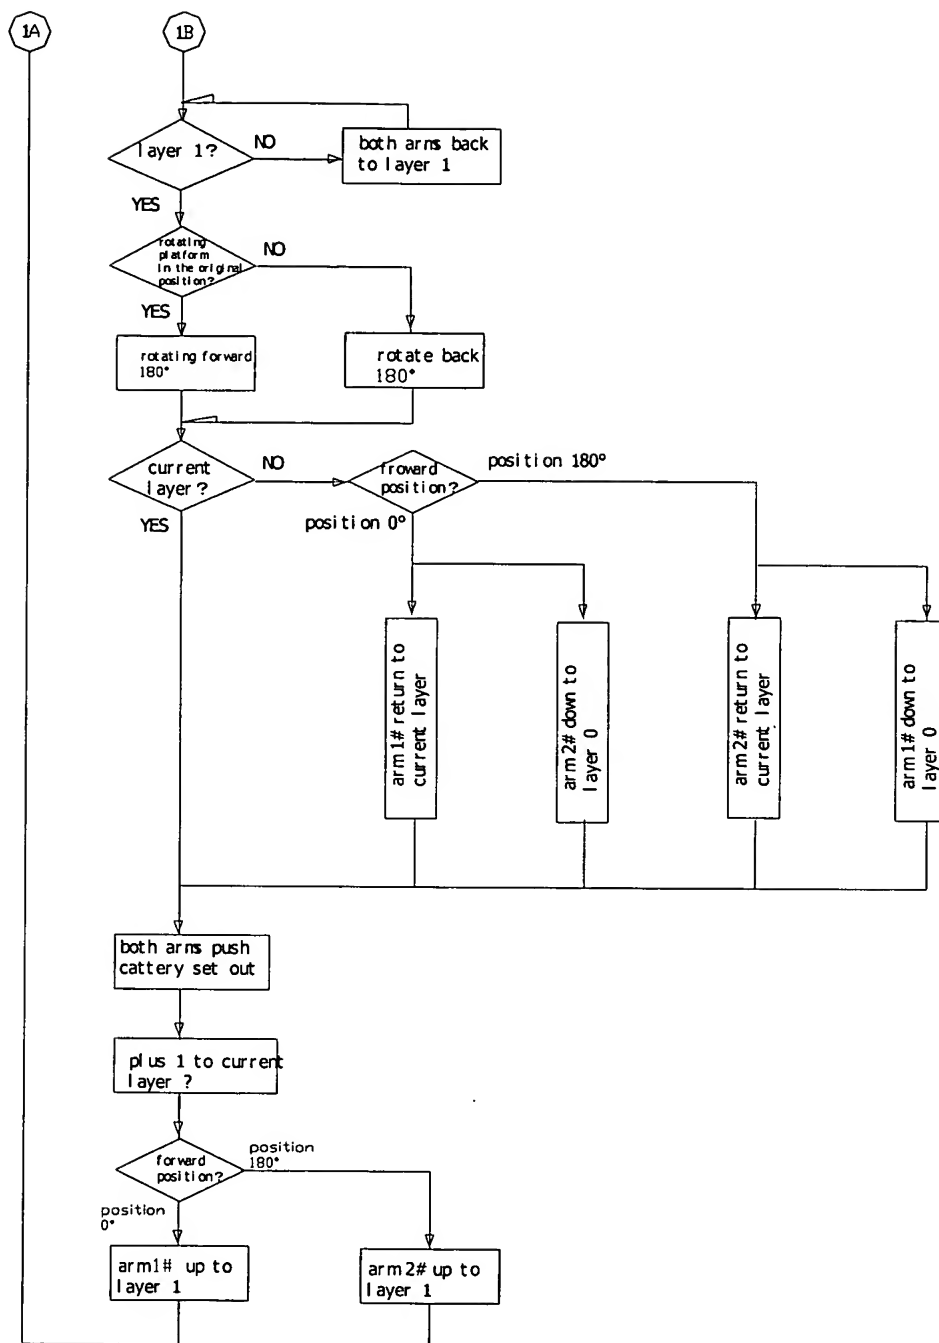 1A
1B
layer 1?
NO
both arms back
to layer 1
YES
rotating
platform
in the original
position?
NO
YES
rotating forward
180°
rotate back
180°
current
layer?
NO
froward
position?
position 180°
YES
position 0°
arm1# return to
current layer
arm2# down to
layer 0
arm2# return to
current layer
arm1# down to
layer 0
both arms push
cattery set out
plus 1 to current
layer ?
forward
position?
position
180°
position
0°
arm1# up to
layer 1
arm2# up to
layer 1